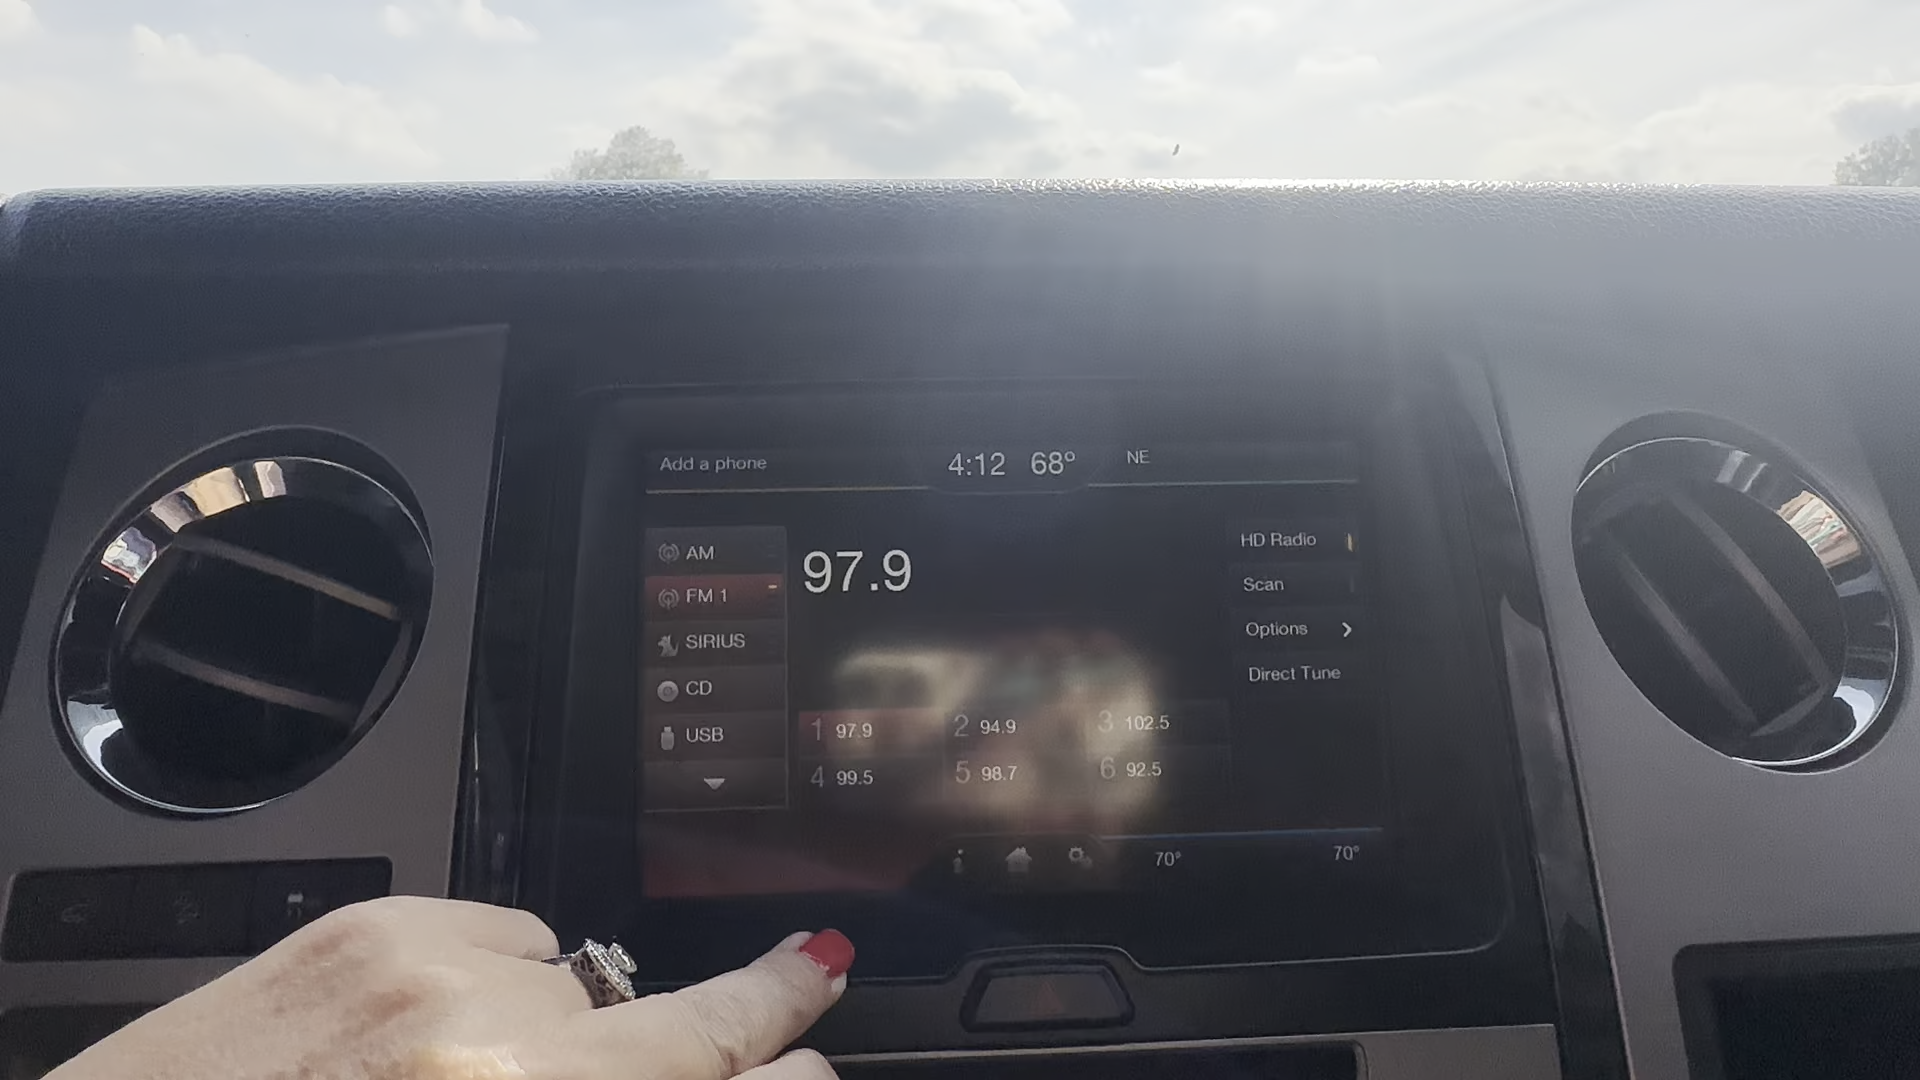 Add a phone
4:12 68° NE
AM
FM 1
SIRIUS
CD
USB
97.9
HD Radio
Scan
Options
Direct Tune
1 97.9 2 94.9 3 102.5
4 99.5 5 98.7 6 92.5
70° 70°